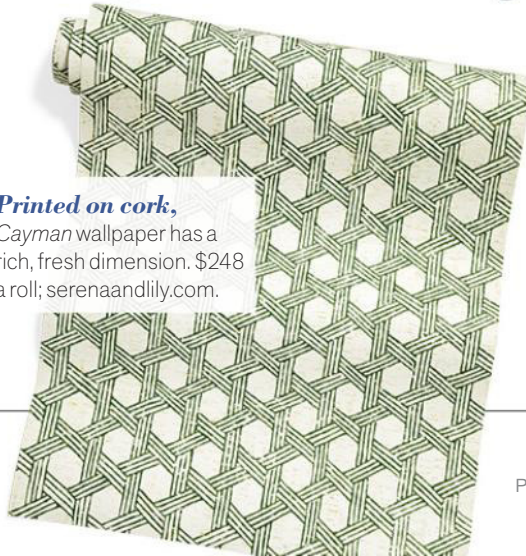 Printed on cork,
Cayman wallpaper has a
rich, fresh dimension. $248
a roll; serenaandlily.com.
P